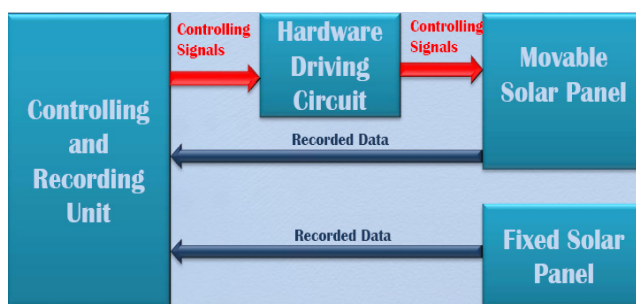 Controlling
Signals
Hardware
Driving
Circuit
Controlling
Signals
Movable
Solar Panel
Controlling
and
Recording
Unit
Recorded Data
Recorded Data
Fixed Solar
Panel